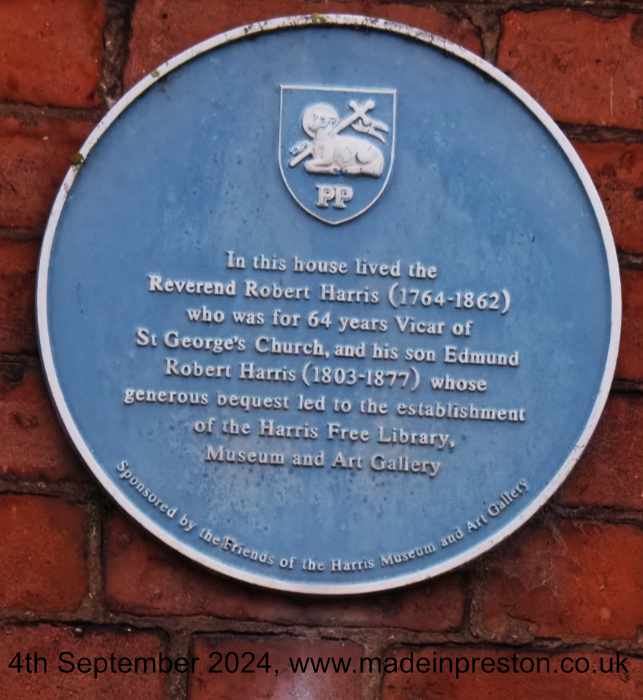 PP
In this house lived the
Reverend Robert Harris (1764-1862)
who was for 64 years Vicar of
St George's Church, and his son Edmund
Robert Harris (1803-1877) whose
generous bequest led to the establishment
of the Harris Free Library,
Museum and Art Gallery
Sponsored by the Friends of the Harris Museum and Art Gallery
4th September 2024, www.madeinpreston.co.uk